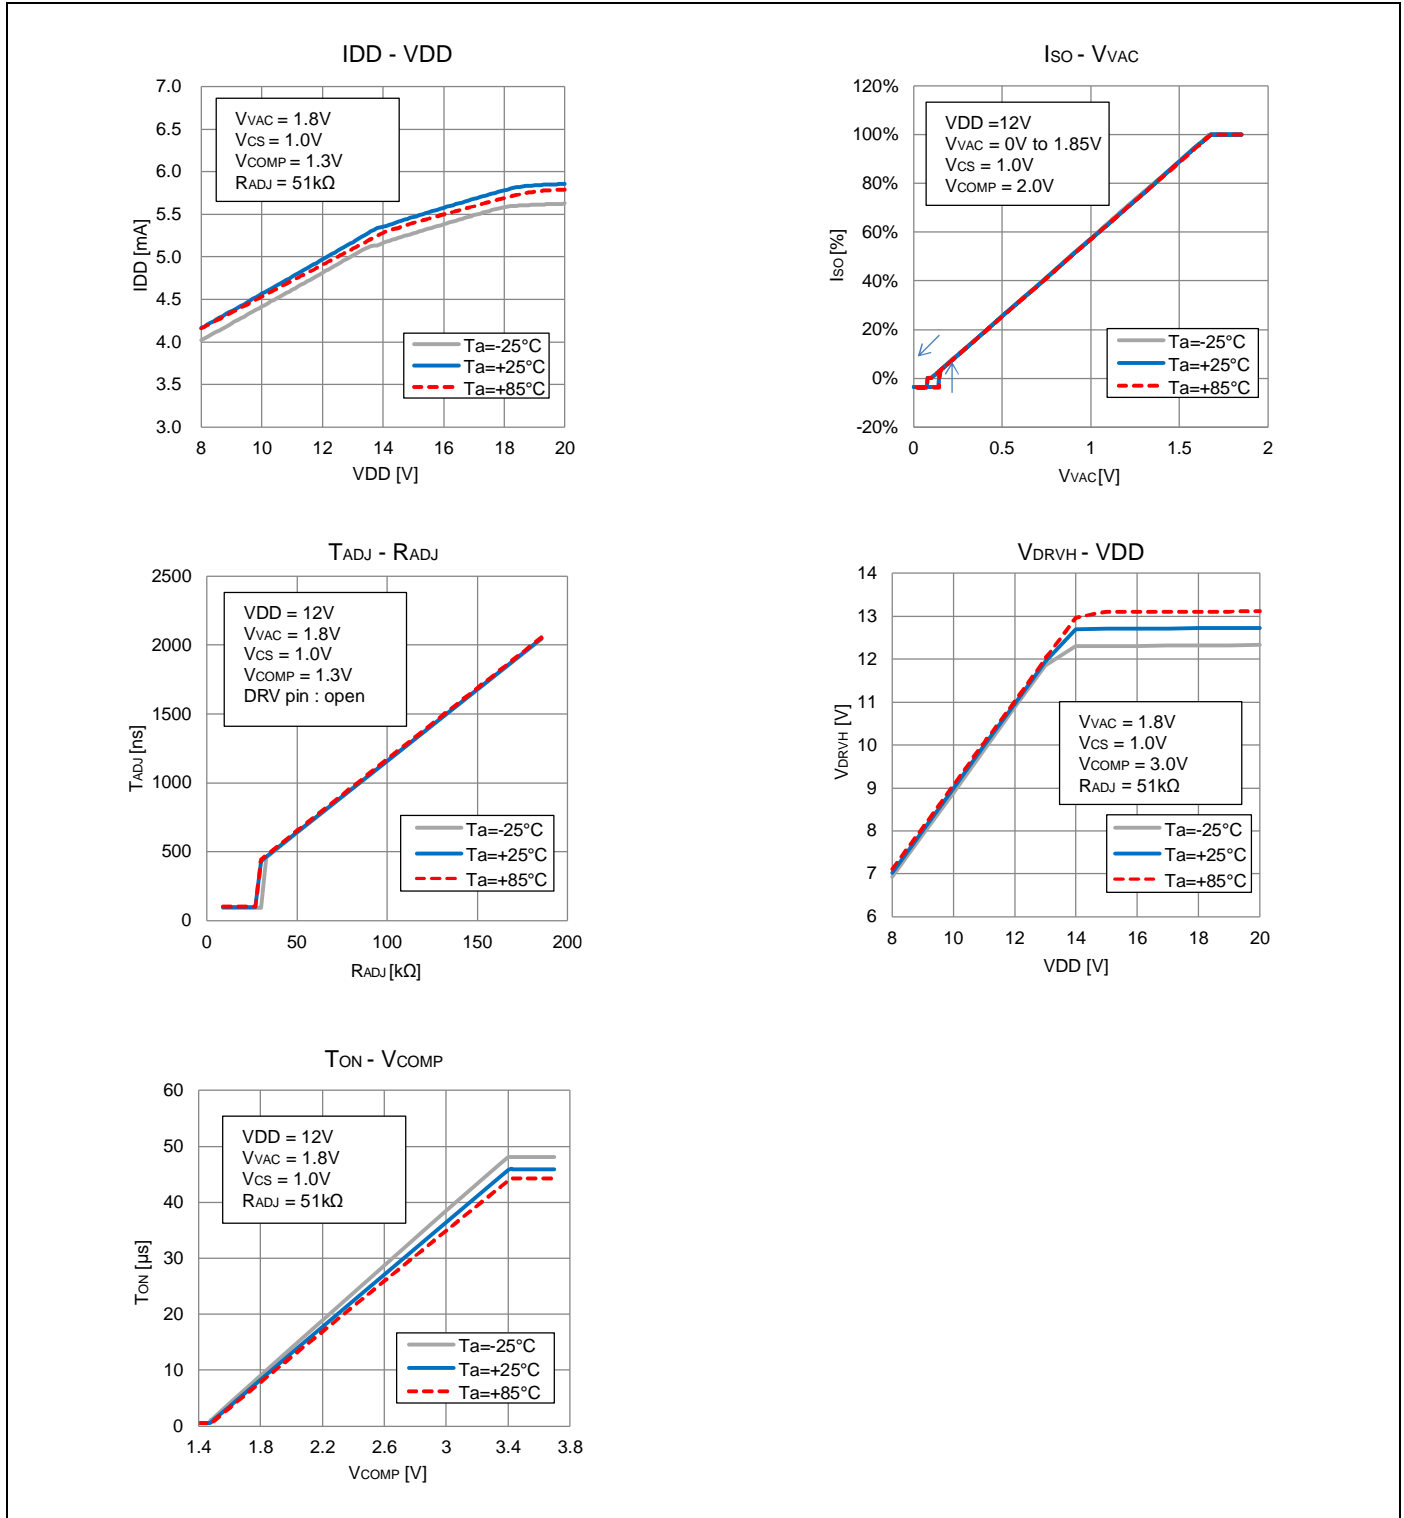 IDD - VDD
7.0
6.5
6.0
5.5
5.0
4.5
4.0
3.5
3.0
IDD [mA]
VVAC = 1.8V
VCS = 1.0V
VCOMP = 1.3V
RADJ = 51kΩ
Ta=-25°C
Ta=+25°C
Ta=+85°C
8 10 12 14 16 18 20
VDD [V]
ISO - VVAC
120%
100%
80%
60%
40%
20%
0%
-20%
ISO [%]
VDD =12V
VVAC = 0V to 1.85V
VCS = 1.0V
VCOMP = 2.0V
Ta=-25°C
Ta=+25°C
Ta=+85°C
0 0.5 1 1.5 2
VVAC[V]
TADJ - RADJ
2500
2000
1500
1000
500
0
TADJ [ns]
VDD = 12V
VVAC = 1.8V
VCS = 1.0V
VCOMP = 1.3V
DRV pin : open
Ta=-25°C
Ta=+25°C
Ta=+85°C
0 50 100 150 200
RADJ [kΩ]
VDRVH - VDD
14
13
12
11
10
9
8
7
6
VDRVH [V]
VVAC = 1.8V
VCS = 1.0V
VCOMP = 3.0V
RADJ = 51kΩ
Ta=-25°C
Ta=+25°C
Ta=+85°C
8 10 12 14 16 18 20
VDD [V]
TON - VCOMP
60
50
40
30
20
10
0
TON [µs]
VDD = 12V
VVAC = 1.8V
VCS = 1.0V
RADJ = 51kΩ
Ta=-25°C
Ta=+25°C
Ta=+85°C
1.4 1.8 2.2 2.6 3 3.4 3.8
VCOMP [V]